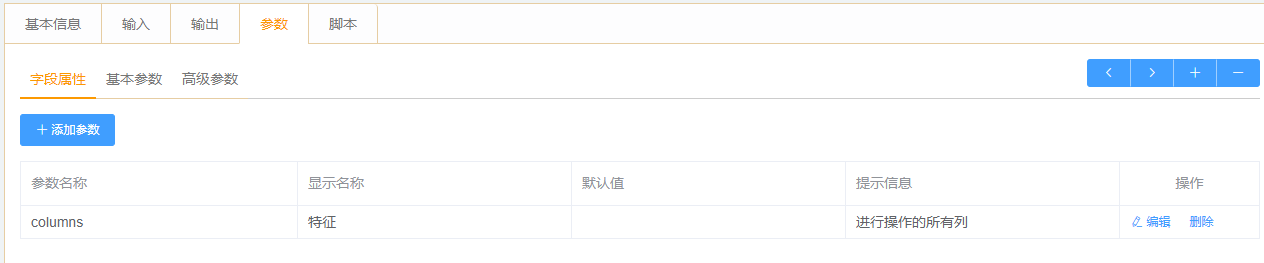 基本信息 输入 输出 参数 脚本
字段属性 基本参数 高级参数
+ 添加参数
参数名称 显示名称 默认值 提示信息 操作
columns 特征 进行操作的所有列 编辑 删除